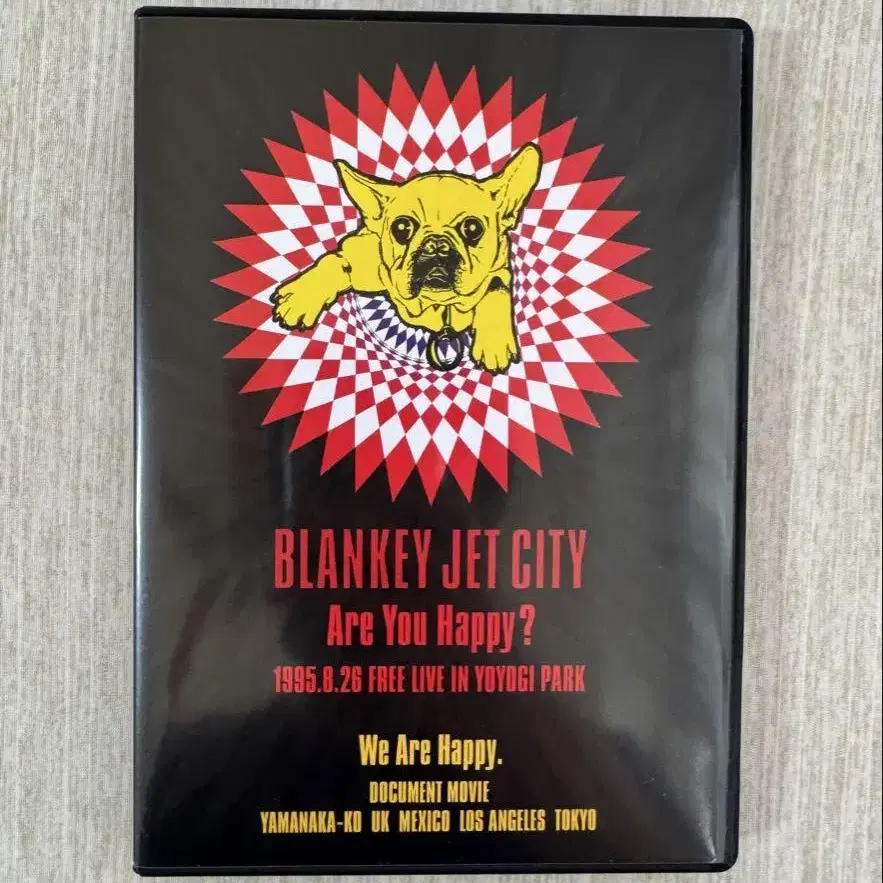 BLANKEY JET CITY
Are You Happy?
1995.8.26 FREE LIVE IN YOYOGI PARK
We Are Happy.
DOCUMENT MOVIE
YAMANAKA-KO UK MEXICO LOS ANGELES TOKYO